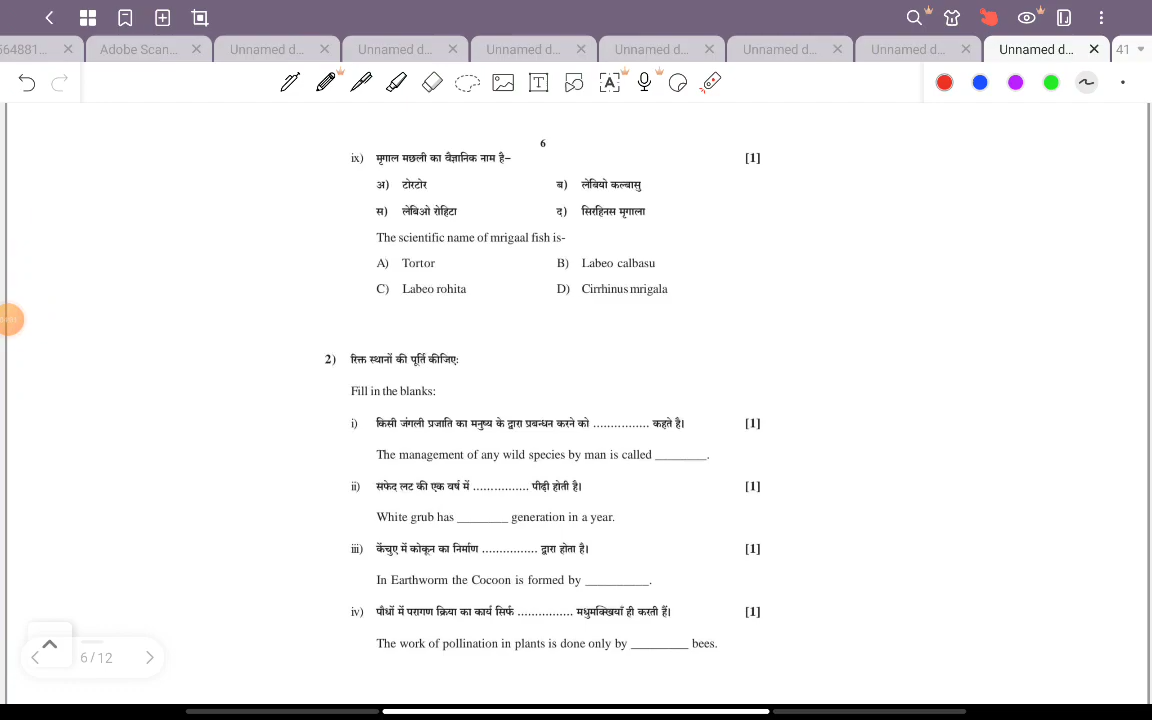 564881...
Adobe Scan...
Unnamed d...
Unnamed d...
Unnamed d...
Unnamed d...
Unnamed d...
Unnamed d...
Unnamed d...
41
6
ix) मृगाल मछली का वैज्ञानिक नाम है– [1]
अ) टोरटोर ब) लेबियो कल्बासु
स) लेबिओ रोहिटा द) सिरहिनस मृगाला
The scientific name of mrigaal fish is-
A) Tortor B) Labeo calbasu
C) Labeo rohita D) Cirrhinus mrigala
2) रिक्त स्थानों की पूर्ति कीजिए:
Fill in the blanks:
i) किसी जंगली प्रजाति का मनुष्य के द्वारा प्रबन्धन करने को ................ कहते है। [1]
The management of any wild species by man is called ________.
ii) सफेद लट की एक वर्ष में ................ पीढ़ी होती है। [1]
White grub has ________ generation in a year.
iii) केंचुए में कोकून का निर्माण ................ द्वारा होता है। [1]
In Earthworm the Cocoon is formed by __________.
iv) पौधों में परागण क्रिया का कार्य सिर्फ ................ मधुमक्खियाँ ही करती हैं। [1]
The work of pollination in plants is done only by _________ bees.
6/12